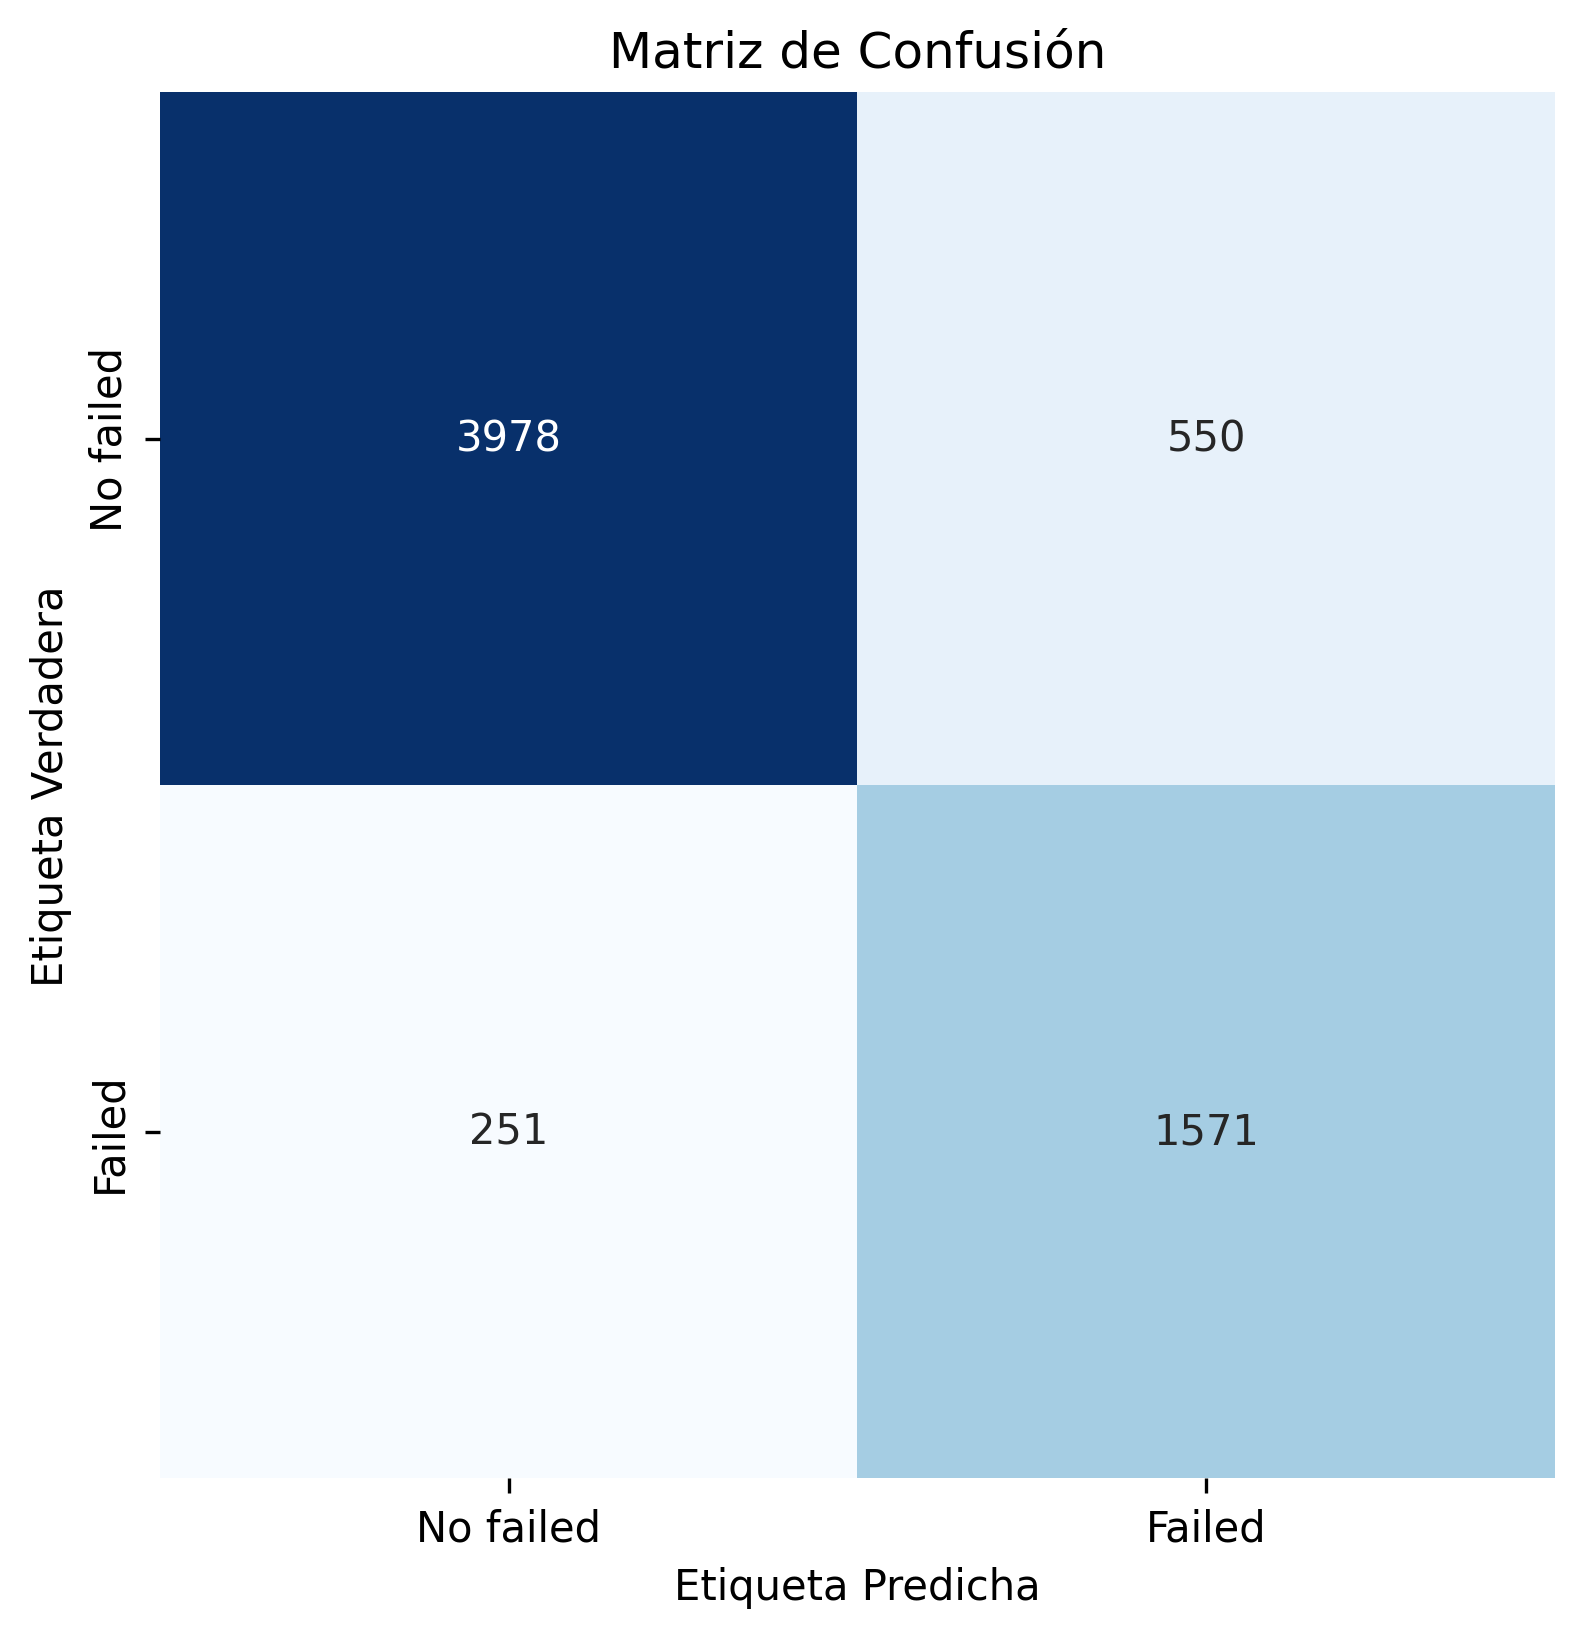 Matriz de Confusión
Etiqueta Verdadera
No failed
3978
550
Failed
251
1571
No failed
Failed
Etiqueta Predicha